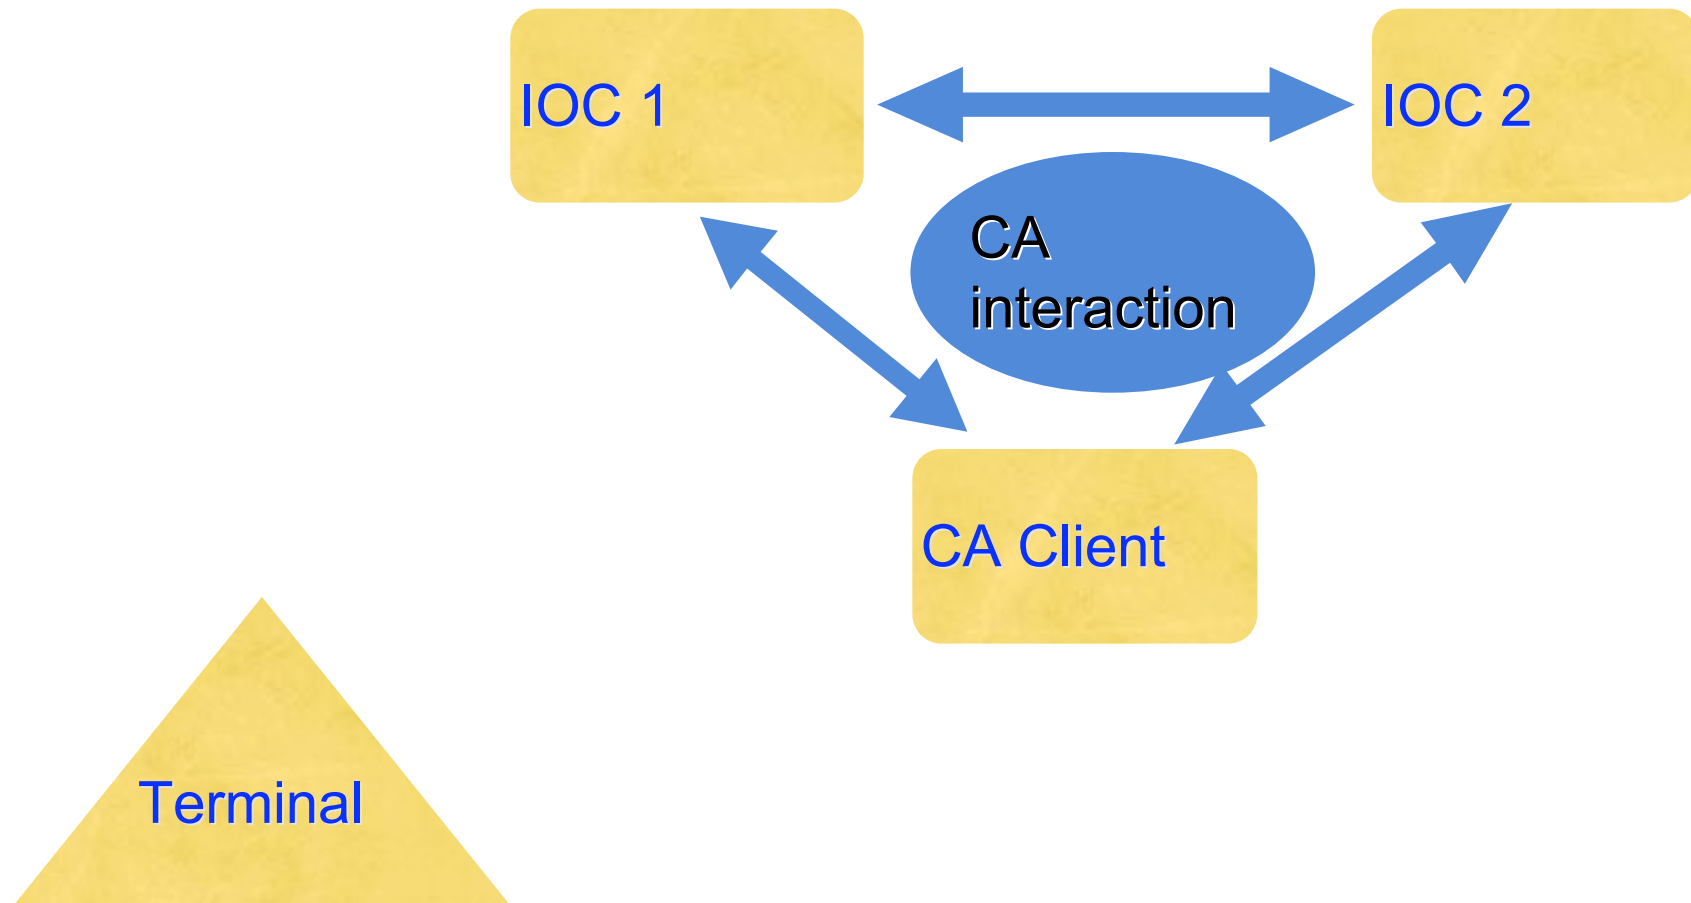 IOC 1
IOC 2
CA
interaction
CA Client
Terminal